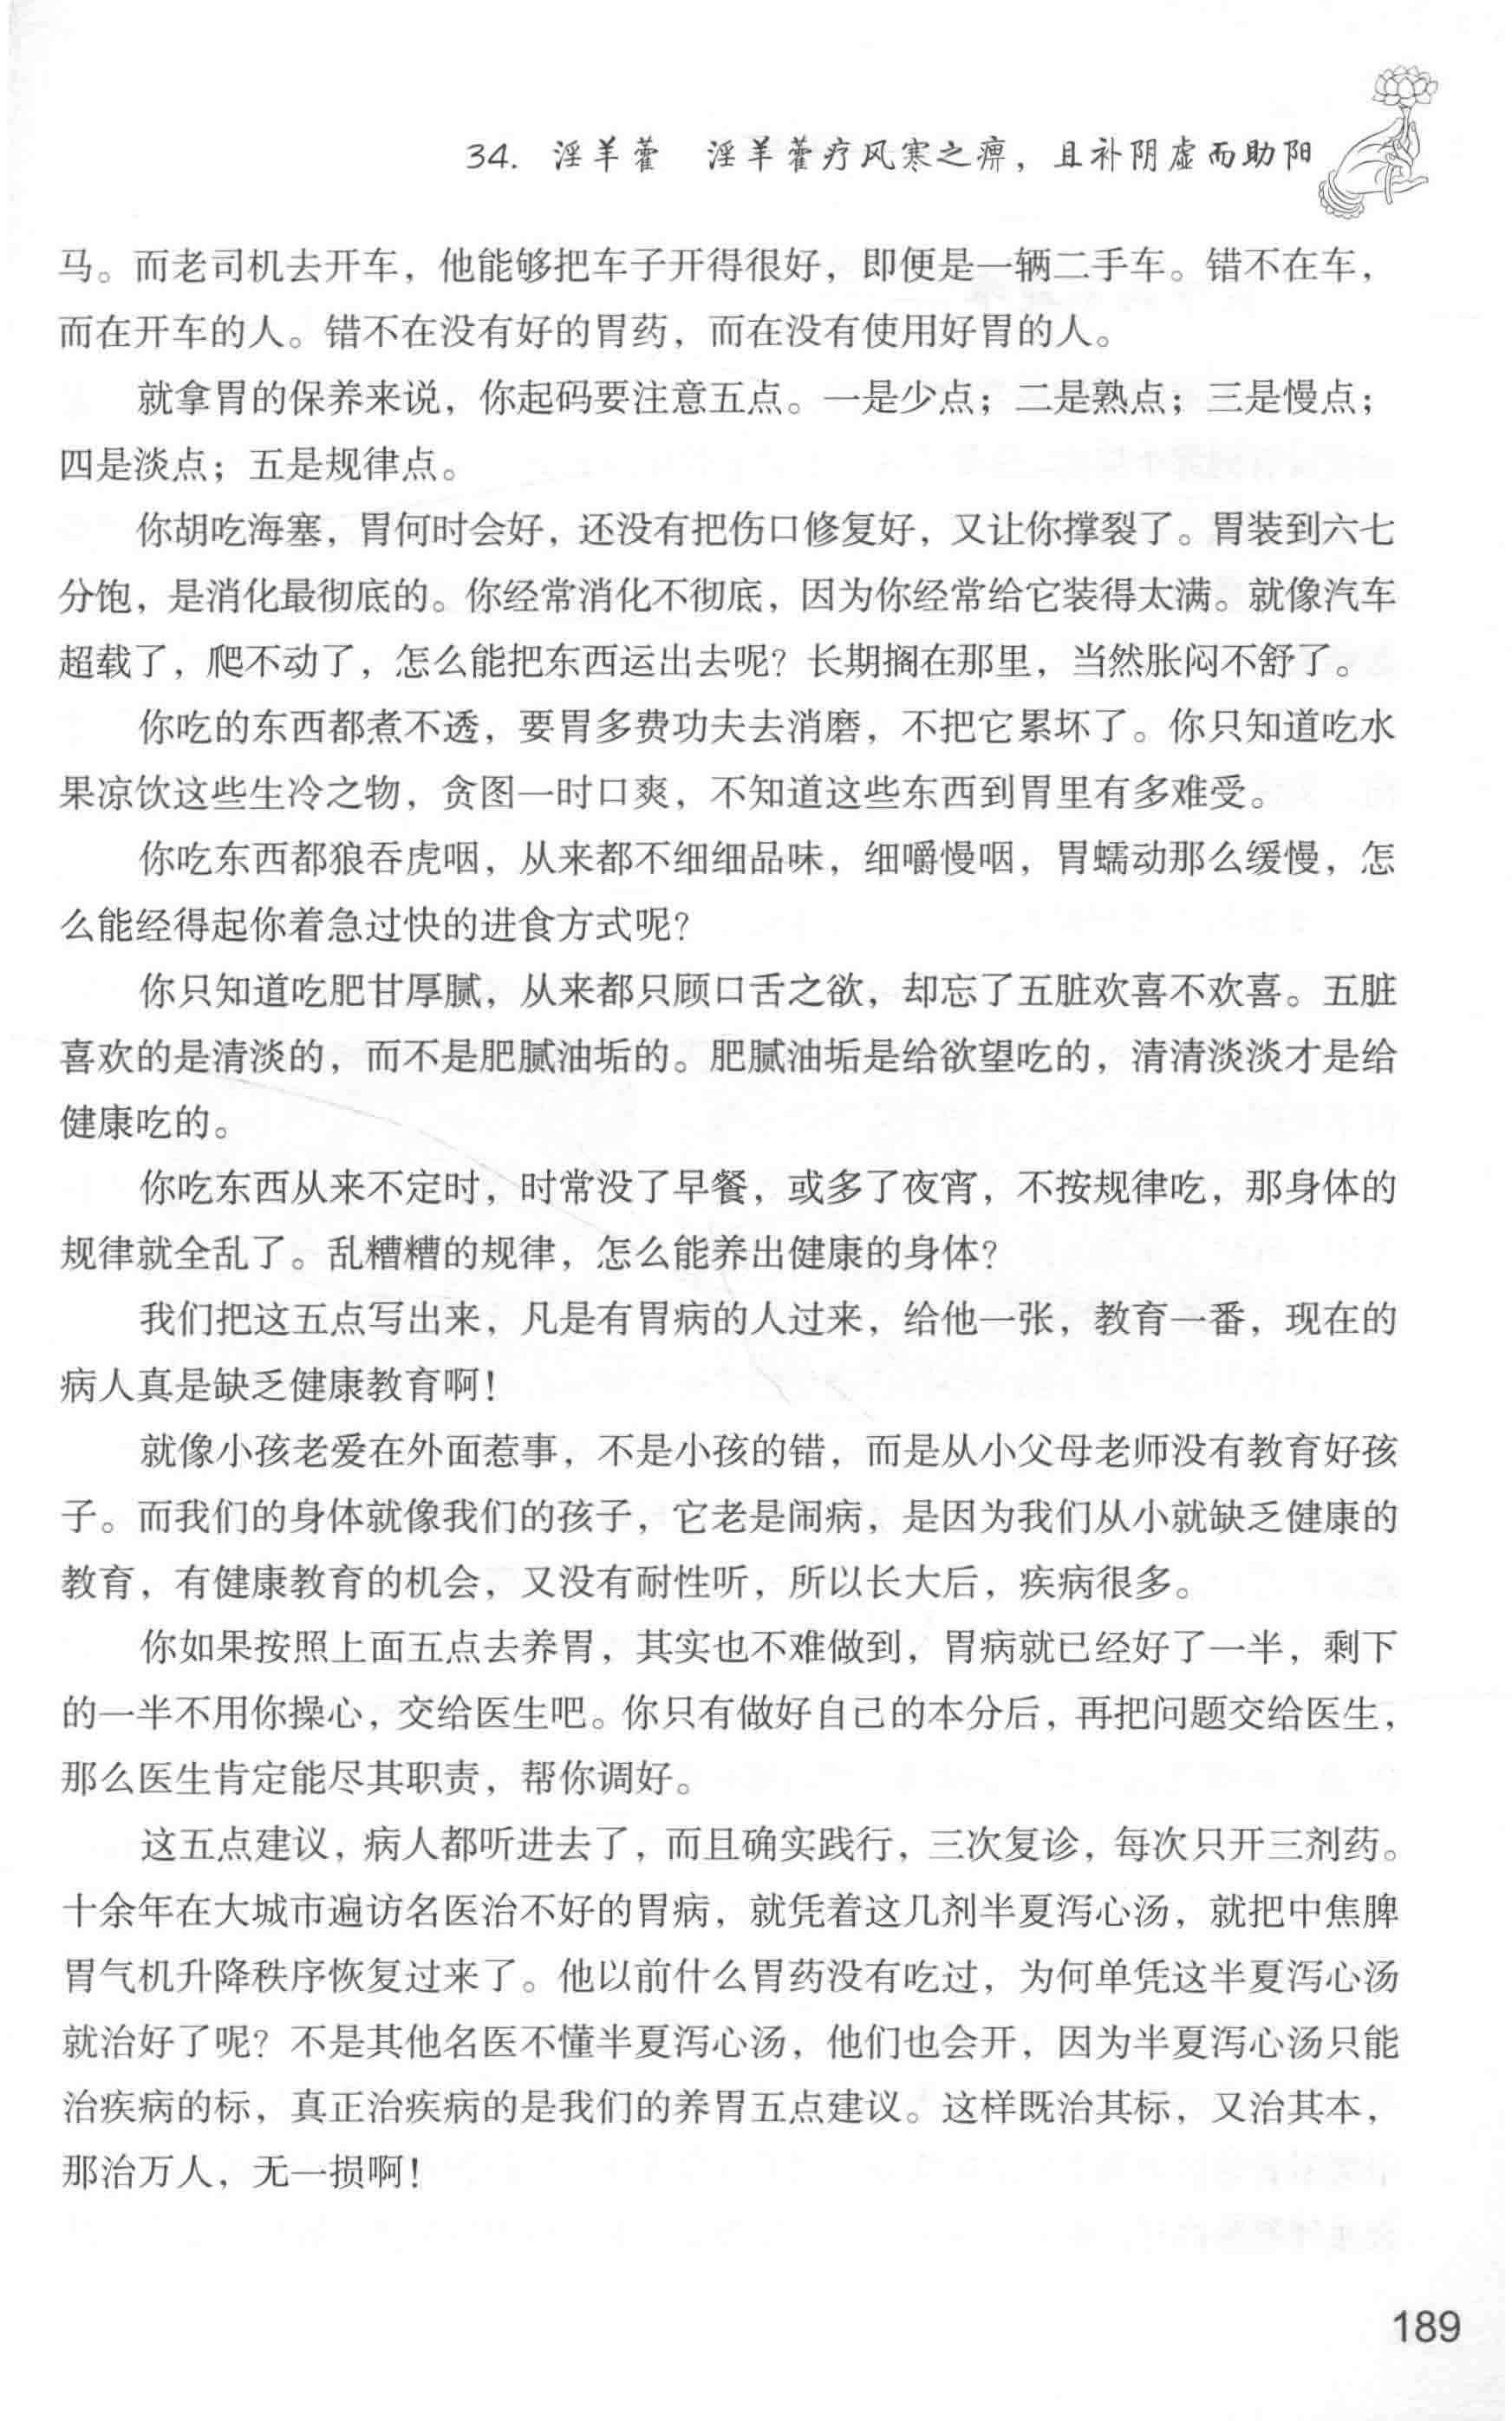 34. 淫羊藿　淫羊藿疗风寒之痹，且补阴虚而助阳
马。而老司机去开车，他能够把车子开得很好，即便是一辆二手车。错不在车，
而在开车的人。错不在没有好的胃药，而在没有使用好胃的人。
就拿胃的保养来说，你起码要注意五点。一是少点；二是熟点；三是慢点；
四是淡点；五是规律点。
你胡吃海塞，胃何时会好，还没有把伤口修复好，又让你撑裂了。胃装到六七
分饱，是消化最彻底的。你经常消化不彻底，因为你经常给它装得太满。就像汽车
超载了，爬不动了，怎么能把东西运出去呢？长期搁在那里，当然胀闷不舒了。
你吃的东西都煮不透，要胃多费功夫去消磨，不把它累坏了。你只知道吃水
果凉饮这些生冷之物，贪图一时口爽，不知道这些东西到胃里有多难受。
你吃东西都狼吞虎咽，从来都不细细品味，细嚼慢咽，胃蠕动那么缓慢，怎
么能经得起你着急过快的进食方式呢？
你只知道吃肥甘厚腻，从来都只顾口舌之欲，却忘了五脏欢喜不欢喜。五脏
喜欢的是清淡的，而不是肥腻油垢的。肥腻油垢是给欲望吃的，清清淡淡才是给
健康吃的。
你吃东西从来不定时，时常没了早餐，或多了夜宵，不按规律吃，那身体的
规律就全乱了。乱糟糟的规律，怎么能养出健康的身体？
我们把这五点写出来，凡是有胃病的人过来，给他一张，教育一番，现在的
病人真是缺乏健康教育啊！
就像小孩老爱在外面惹事，不是小孩的错，而是从小父母老师没有教育好孩
子。而我们的身体就像我们的孩子，它老是闹病，是因为我们从小就缺乏健康的
教育，有健康教育的机会，又没有耐性听，所以长大后，疾病很多。
你如果按照上面五点去养胃，其实也不难做到，胃病就已经好了一半，剩下
的一半不用你操心，交给医生吧。你只有做好自己的本分后，再把问题交给医生，
那么医生肯定能尽其职责，帮你调好。
这五点建议，病人都听进去了，而且确实践行，三次复诊，每次只开三剂药。
十余年在大城市遍访名医治不好的胃病，就凭着这几剂半夏泻心汤，就把中焦脾
胃气机升降秩序恢复过来了。他以前什么胃药没有吃过，为何单凭这半夏泻心汤
就治好了呢？不是其他名医不懂半夏泻心汤，他们也会开，因为半夏泻心汤只能
治疾病的标，真正治疾病的是我们的养胃五点建议。这样既治其标，又治其本，
那治万人，无一损啊！
189